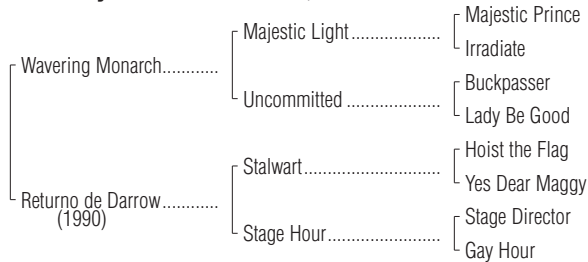 Majestic Prince
Majestic Light....................
Irradiate
Wavering Monarch............
Buckpasser
Uncommitted .....................
Lady Be Good
Hoist the Flag
Stalwart..............................
Yes Dear Maggy
Returno de Darrow............
(1990)
Stage Director
Stage Hour.........................
Gay Hour